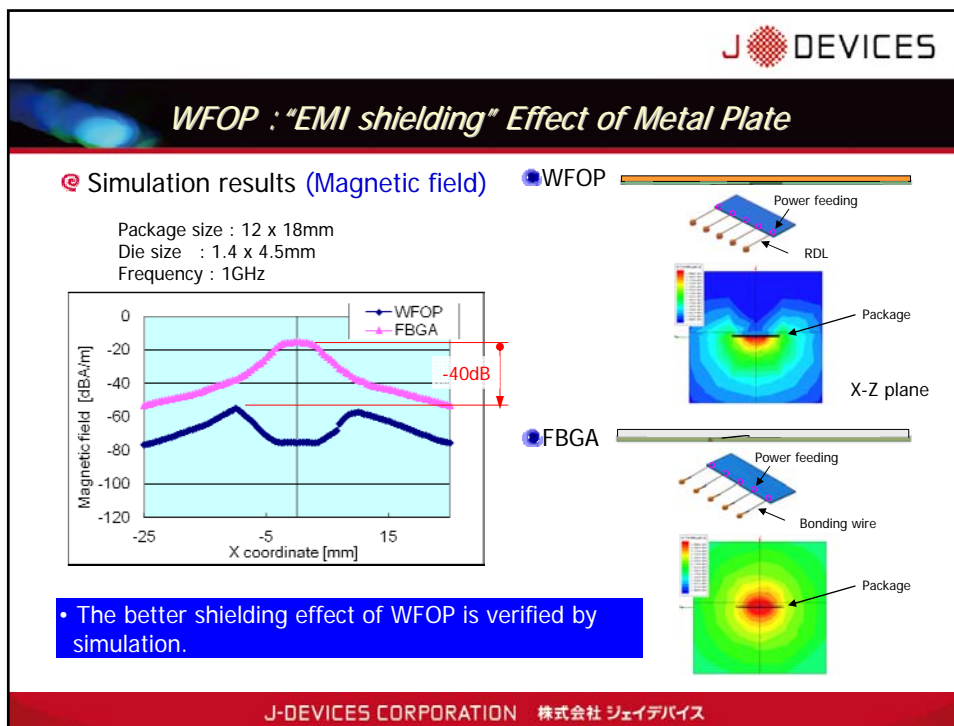 J DEVICES
WFOP : "EMI shielding" Effect of Metal Plate
Simulation results (Magnetic field)
Package size : 12 x 18mm
Die size : 1.4 x 4.5mm
Frequency : 1GHz
WFOP
FBGA
0
-20
-40
-60
-80
-100
-120
-25
-5
15
Magnetic field [dBA/m]
X coordinate [mm]
-40dB
WFOP
Power feeding
RDL
Package
X-Z plane
FBGA
Power feeding
Bonding wire
Package
• The better shielding effect of WFOP is verified by
simulation.
J-DEVICES CORPORATION 株式会社 ジェイデバイス